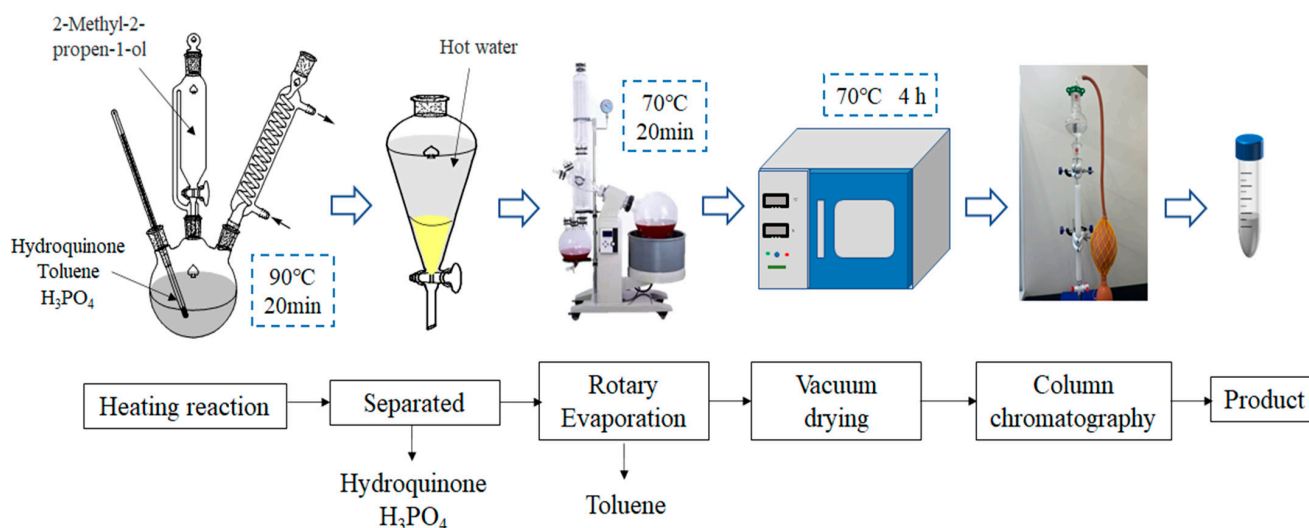 2-Methyl-2-
propen-1-ol
Hydroquinone
Toluene
H₃PO₄
90℃
20min
Hot water
70℃
20min
70℃ 4 h
Heating reaction
Separated
Rotary
Evaporation
Vacuum
drying
Column
chromatography
Product
Hydroquinone
H₃PO₄
Toluene